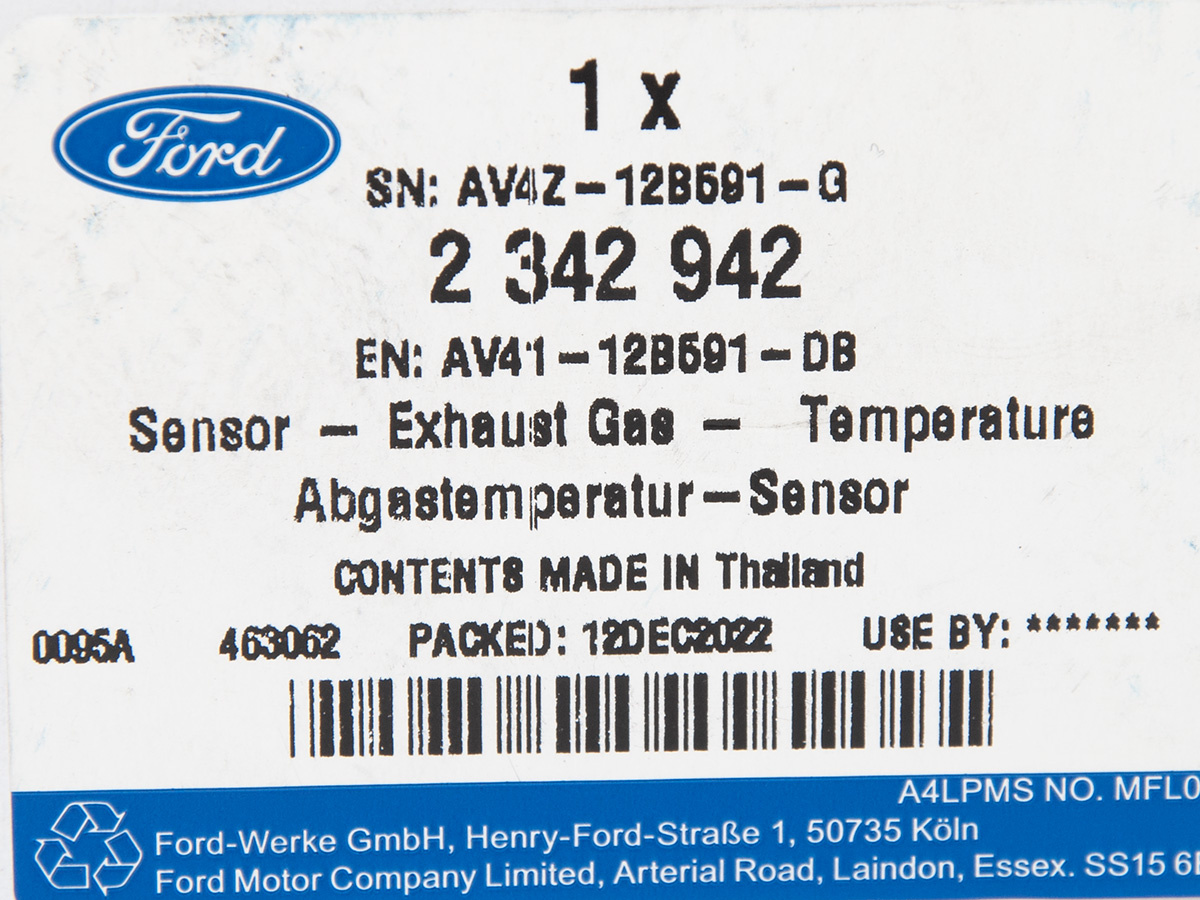 Ford
1 x
SN: AV4Z-12B591-G
2 342 942
EN: AV41-12B591-DB
Sensor - Exhaust Gas - Temperature
Abgastemperatur-Sensor
CONTENTS MADE IN Thailand
0095A 463062 PACKED: 12DEC2022 USE BY: *******
A4LPMS NO. MFL0
Ford-Werke GmbH, Henry-Ford-Straße 1, 50735 Köln
Ford Motor Company Limited, Arterial Road, Laindon, Essex. SS15 6